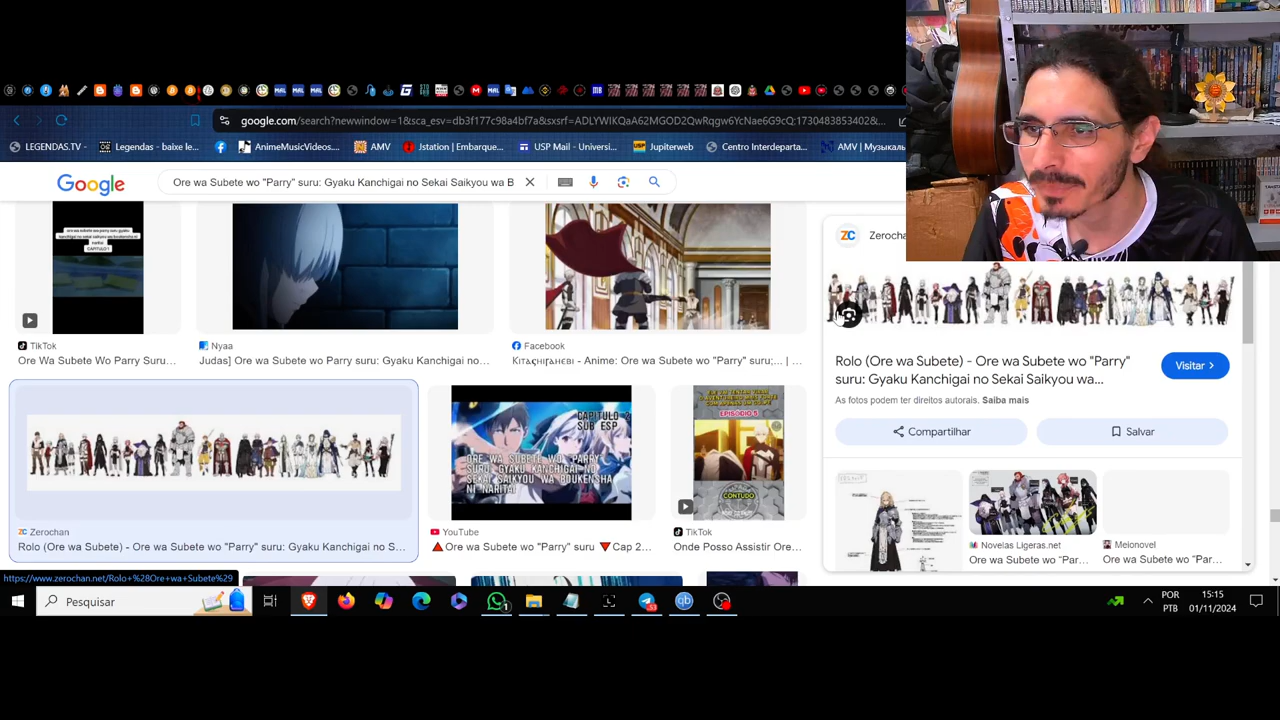 google.com/search?newwindow=1&sca_esv=db3f177c98a4bf7a&sxsrf=ADLYWIKQaA62MGOD2QwRqgw6YcNae6G9cQ:1730483853402&...
LEGENDAS.TV -
Legendas - baixe le...
AnimeMusicVideos...
AMV
Jstation | Embarque...
USP Mail - Universi...
Jupiterweb
Centro Interdeparta...
AMV | Музыкаль
Google
Ore wa Subete wo "Parry" suru: Gyaku Kanchigai no Sekai Saikyou wa B
TikTok
Ore Wa Subete Wo Parry Suru...
Nyaa
Judas] Ore wa Subete wo Parry suru: Gyaku Kanchigai no...
Facebook
Anime: Ore wa Subete wo "Parry" suru;... | ...
Zerochan
Rolo (Ore wa Subete) - Ore wa Subete wo "Parry" suru: Gyaku Kanchigai no S...
CAPITULO 2
SUB ESP
ORE WA SUBETE WO "PARRY"
SURU: GYAKU KANCHIGAI NO
SEKAI SAIKYOU WA BOUKENSHA
NI NARITAI
YouTube
🔺Ore wa Subete wo "Parry" suru 🔻Cap 2...
EPISÓDIO 5
CONTUDO
TikTok
Onde Posso Assistir Ore...
Zerochan
Rolo (Ore wa Subete) - Ore wa Subete wo "Parry"
suru: Gyaku Kanchigai no Sekai Saikyou wa...
Visitar
As fotos podem ter direitos autorais. Saiba mais
Compartilhar
Salvar
Novelas Ligeras.net
Ore wa Subete wo "Par...
Meionovel
Ore wa Subete wo "Par...
https://www.zerochan.net/Rolo+%28Ore+wa+Subete%29
Pesquisar
POR
PTB
15:15
01/11/2024